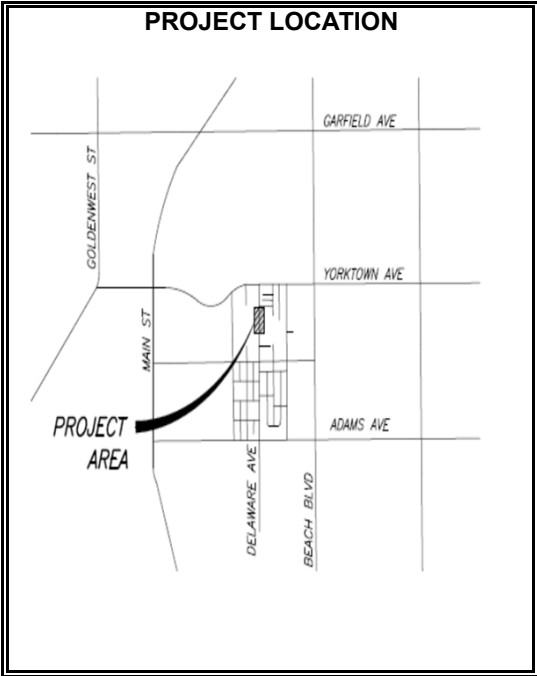 PROJECT LOCATION
GARFIELD AVE
GOLDENWEST ST
YORKTOWN AVE
MAIN ST
PROJECT
AREA
ADAMS AVE
DELAWARE AVE
BEACH BLVD